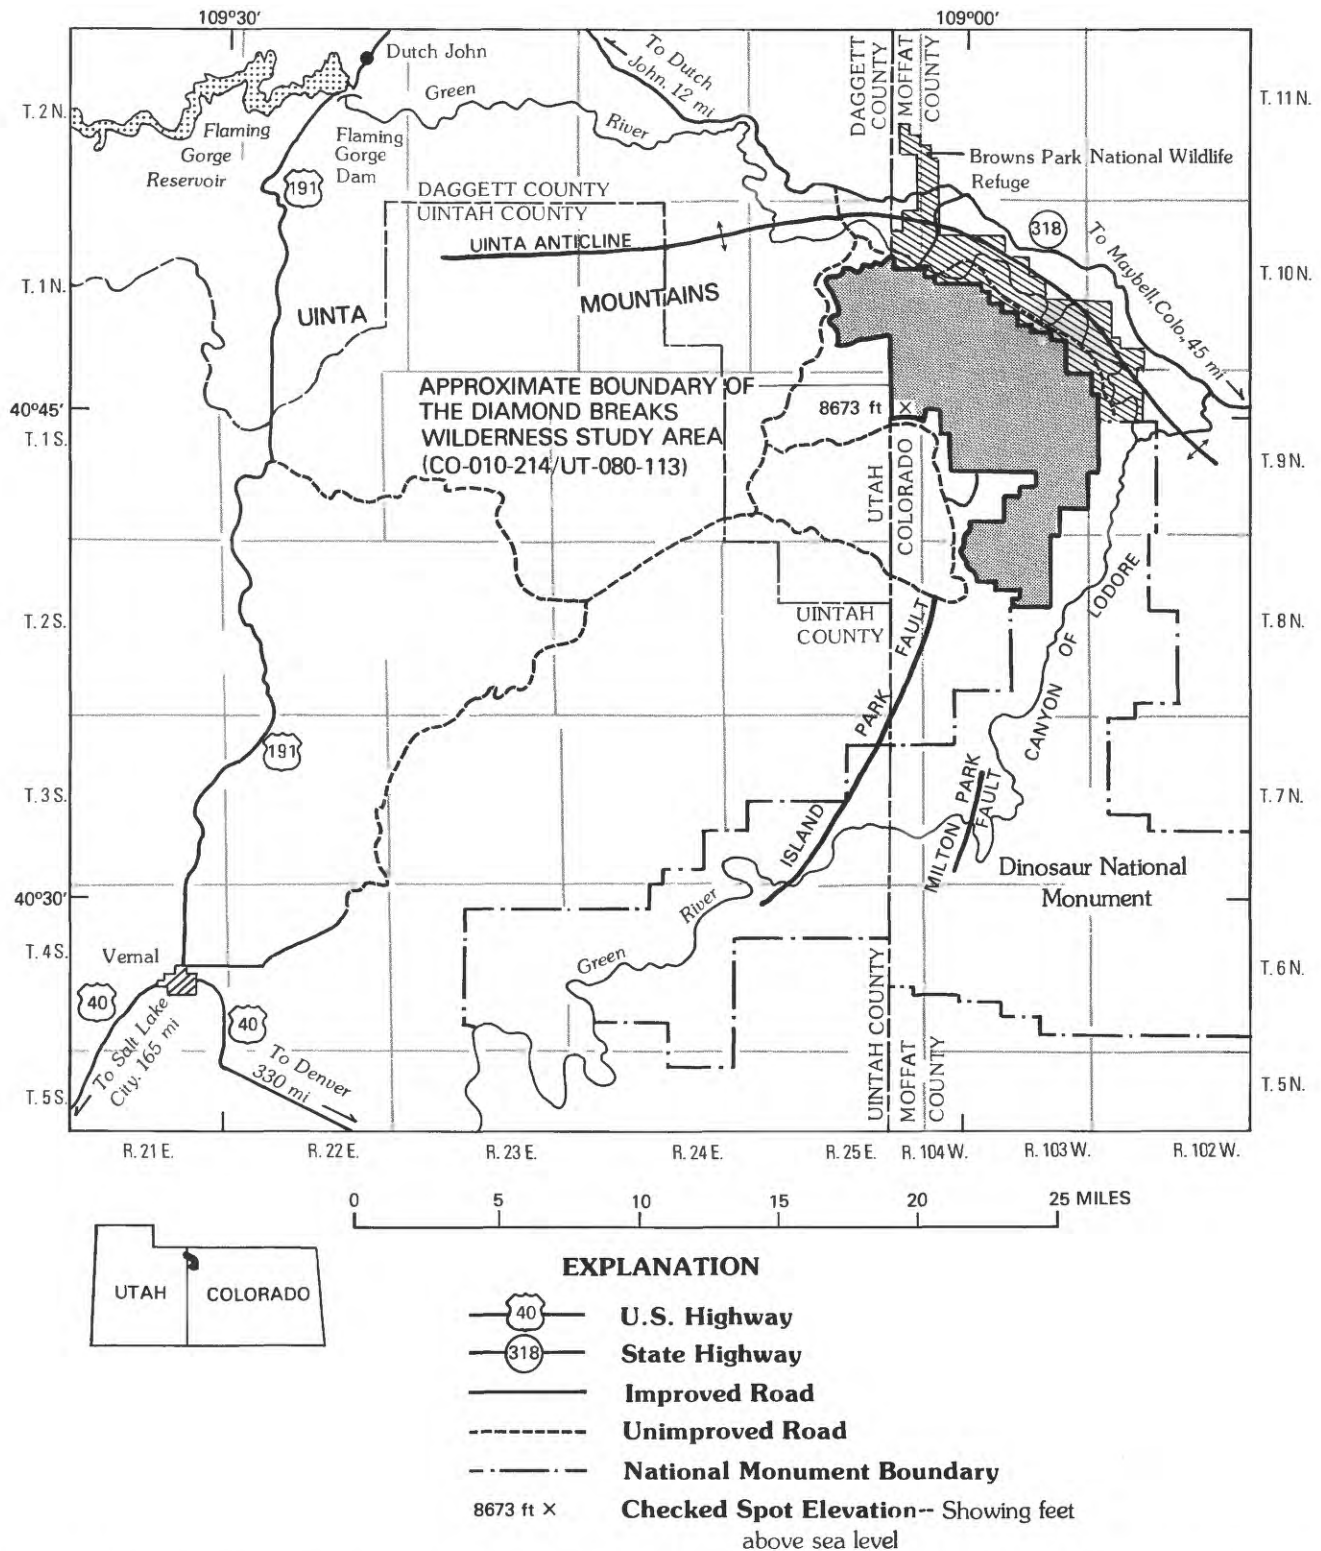 109°30'
109°00'
Dutch John
To Dutch
John, 12 mi
DAGGETT
COUNTY
MOFFAT
COUNTY
T. 2 N.
T. 11 N.
Green
River
Flaming
Gorge
Reservoir
Flaming
Gorge
Dam
Browns Park National Wildlife
Refuge
191
DAGGETT COUNTY
UINTAH COUNTY
318
To Maybell, Colo., 45 mi
UINTA ANTICLINE
T. 1 N.
T. 10 N.
UINTA
MOUNTAINS
APPROXIMATE BOUNDARY OF
THE DIAMOND BREAKS
WILDERNESS STUDY AREA
(CO-010-214/UT-080-113)
8673 ft ×
40°45'
T. 1 S.
T. 9 N.
UTAH
COLORADO
CANYON OF LODORE
UINTAH
COUNTY
T. 2 S.
T. 8 N.
ISLAND PARK FAULT
191
T. 3 S.
T. 7 N.
MILTON PARK
FAULT
Dinosaur National
Monument
40°30'
Green River
T. 4 S.
T. 6 N.
Vernal
40
40
To Salt Lake
City, 165 mi
To Denver
330 mi
UINTAH COUNTY
MOFFAT
COUNTY
T. 5 S.
T. 5 N.
R. 21 E.
R. 22 E.
R. 23 E.
R. 24 E.
R. 25 E.
R. 104 W.
R. 103 W.
R. 102 W.
0 5 10 15 20 25 MILES
UTAH
COLORADO
EXPLANATION
40 U.S. Highway
318 State Highway
Improved Road
Unimproved Road
National Monument Boundary
8673 ft × Checked Spot Elevation-- Showing feet
above sea level